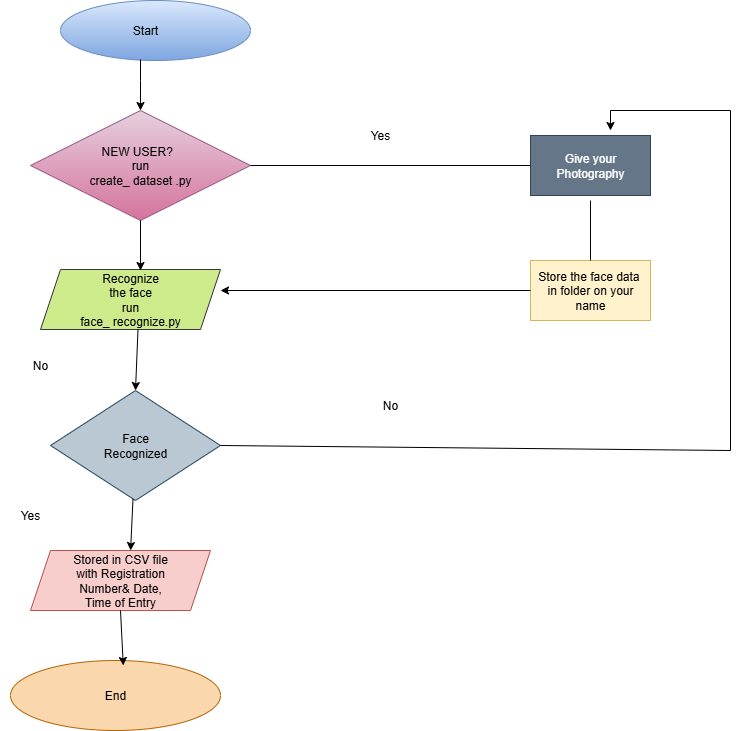 Start
NEW USER?
run
create_ dataset .py
Yes
Give your
Photography
Recognize
the face
run
face_ recognize.py
Store the face data
in folder on your
name
No
No
Face
Recognized
Yes
Stored in CSV file
with Registration
Number& Date,
Time of Entry
End